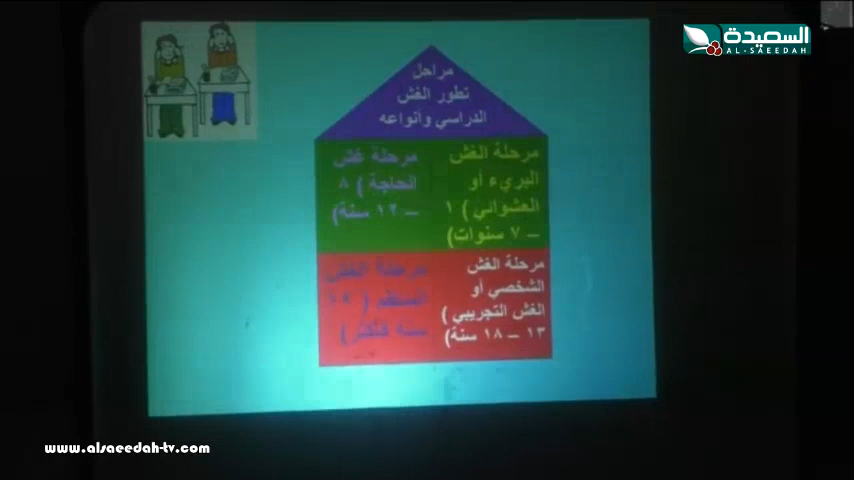 السعيدة
AL-SAEEDAH
مراحل
تطور الغش
الدراسي وانواعه
مرحلة الغش
البريء أو
العشوائي ) ١
– ٧ سنوات)
مرحلة غش
الحاجة ) ٨
– ١٢ سنة)
مرحلة الغش
الشخصي أو
الغش التجريبي )
١٣ – ١٨ سنة)
مرحلة الغش
المنظم (
سنة فأكثر)
www.alsaeedah-tv.com